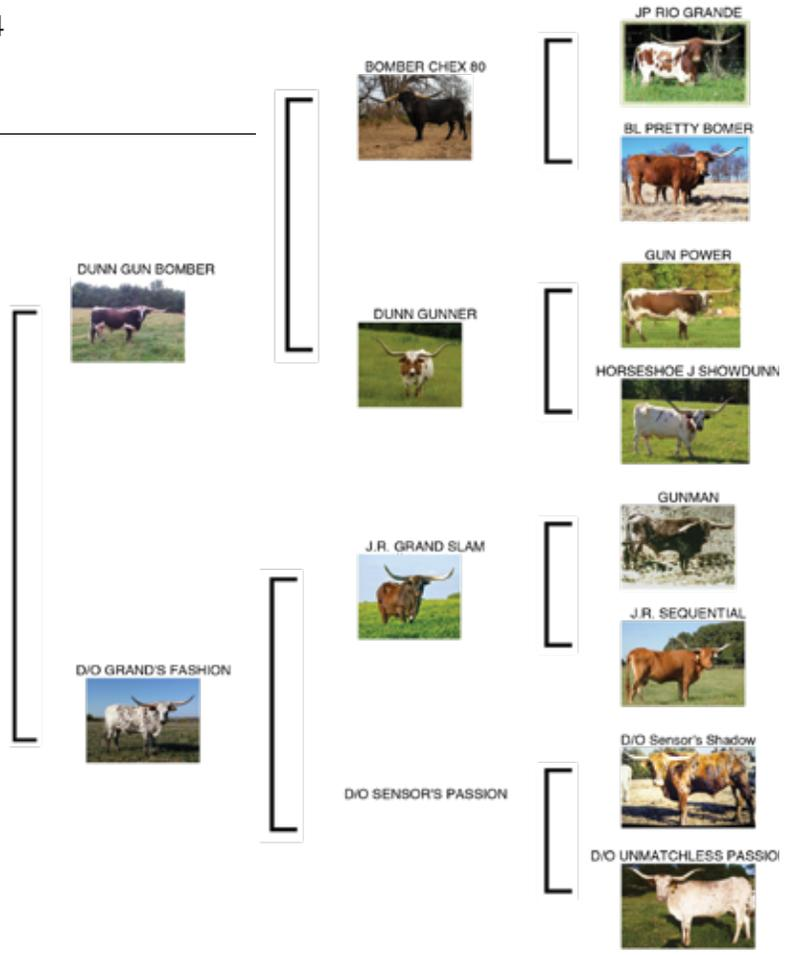 4
JP RIO GRANDE
BOMBER CHEX 80
BL PRETTY BOMER
GUN POWER
DUNN GUN BOMBER
DUNN GUNNER
HORSESHOE J SHOWDUNN
GUNMAN
J.R. GRAND SLAM
J.R. SEQUENTIAL
D/O GRAND'S FASHION
D/O Sensor's Shadow
D/O SENSOR'S PASSION
D/O UNMATCHLESS PASSIO